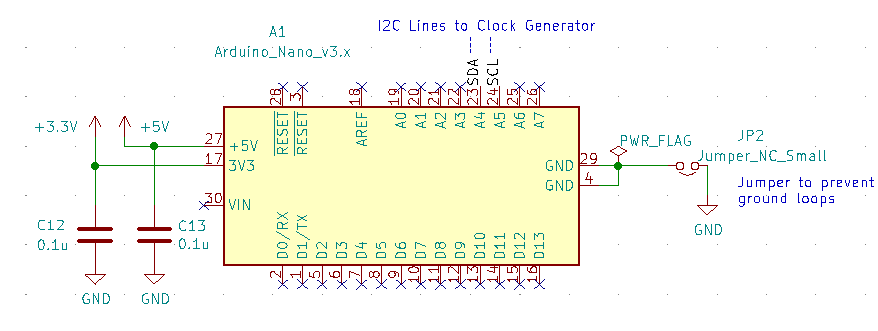 I2C Lines to Clock Generator
A1
Arduino_Nano_v3.x
SDA
SCL
28
3
18
19
20
21
22
23
24
25
26
RESET
RESET
AREF
A0
A1
A2
A3
A4
A5
A6
A7
+3.3V
+5V
27
+5V
17
3V3
30
VIN
GND
29
GND
4
PWR_FLAG
JP2
Jumper_NC_Small
Jumper to prevent
ground loops
GND
C12
0.1u
C13
0.1u
GND
GND
D0/RX
D1/TX
D2
D3
D4
D5
D6
D7
D8
D9
D10
D11
D12
D13
2
1
5
6
7
8
9
10
11
12
13
14
15
16